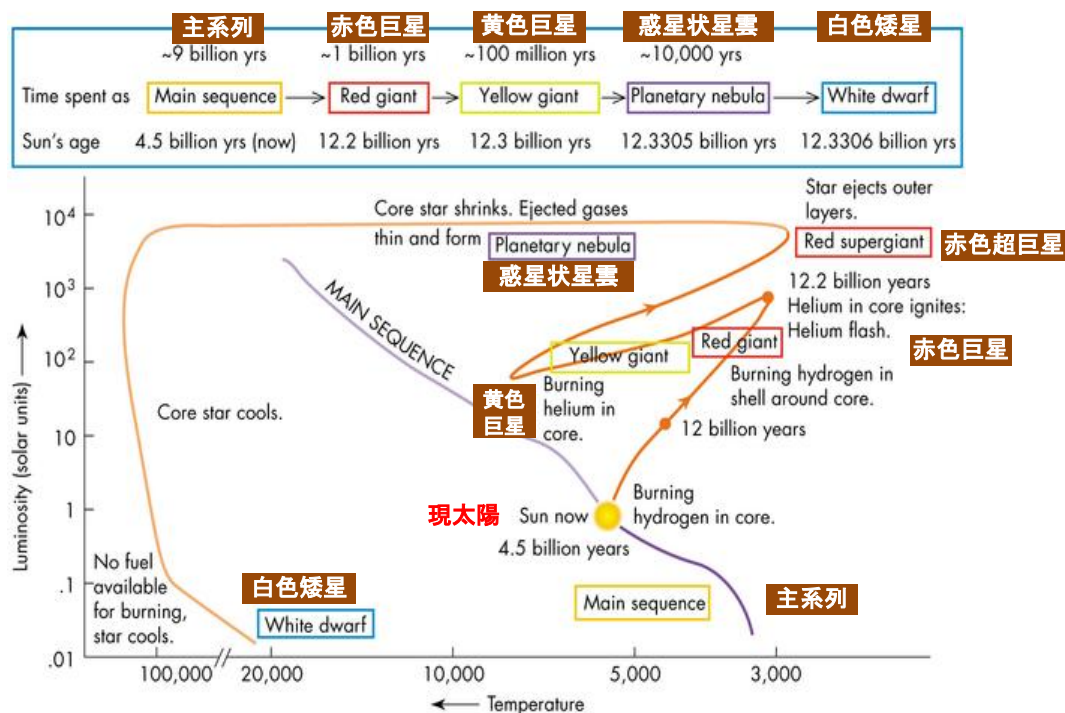 主系列 赤色巨星 黄色巨星 惑星状星雲 白色矮星
~9 billion yrs ~1 billion yrs ~100 million yrs ~10,000 yrs
Time spent as Main sequence Red giant Yellow giant Planetary nebula White dwarf
Sun's age 4.5 billion yrs (now) 12.2 billion yrs 12.3 billion yrs 12.3305 billion yrs 12.3306 billion yrs
Star ejects outer
layers.
Red supergiant 赤色超巨星
Core star shrinks. Ejected gases
thin and form Planetary nebula
惑星状星雲
12.2 billion years
Helium in core ignites:
Helium flash.
MAIN SEQUENCE
Red giant 赤色巨星
Yellow giant
黄色
巨星
Burning
helium in
core.
Burning hydrogen in
shell around core.
Core star cools.
12 billion years
現太陽 Sun now
4.5 billion years
Burning
hydrogen in core.
No fuel
available
for burning,
star cools.
白色矮星
White dwarf
Main sequence 主系列
Luminosity (solar units)
10⁴
10³
10²
10
1
.1
.01
100,000 20,000 10,000 5,000 3,000
Temperature